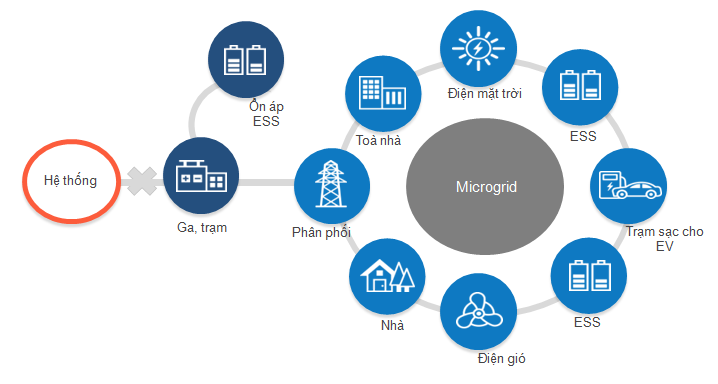 Ổn áp
ESS
Hệ thống
Ga, trạm
Toà nhà
Điện mặt trời
ESS
Microgrid
Phân phối
Trạm sạc cho
EV
Nhà
Điện gió
ESS